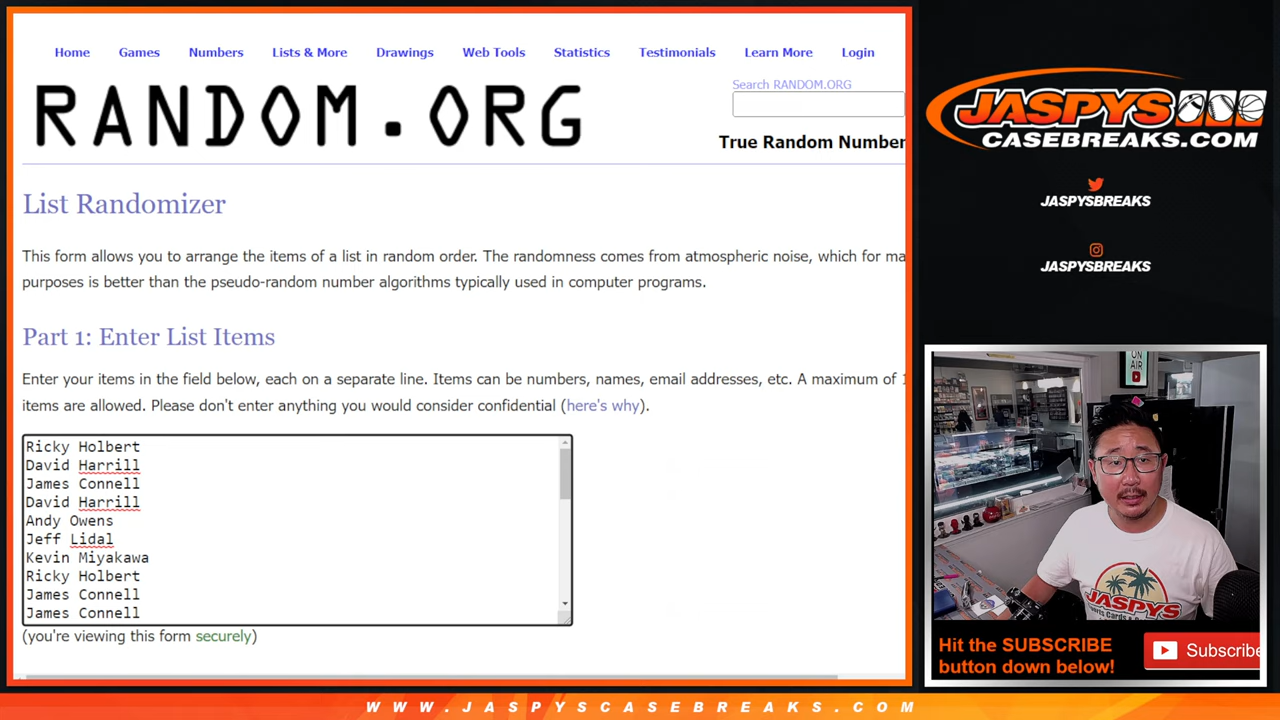 Home Games Numbers Lists & More Drawings Web Tools Statistics Testimonials Learn More Login
RANDOM.ORG
Search RANDOM.ORG
True Random Number
List Randomizer
This form allows you to arrange the items of a list in random order. The randomness comes from atmospheric noise, which for ma
purposes is better than the pseudo-random number algorithms typically used in computer programs.
Part 1: Enter List Items
Enter your items in the field below, each on a separate line. Items can be numbers, names, email addresses, etc. A maximum of 1
items are allowed. Please don't enter anything you would consider confidential (here's why).
Ricky Holbert
David Harrill
James Connell
David Harrill
Andy Owens
Jeff Lidal
Kevin Miyakawa
Ricky Holbert
James Connell
James Connell
(you're viewing this form securely)
JASPYS
CASEBREAKS.COM
JASPYSBREAKS
JASPYSBREAKS
ON
AIR
JASPYS
Hit the SUBSCRIBE
button down below!
Subscribe
WWW.JASPYSCASEBREAKS.COM